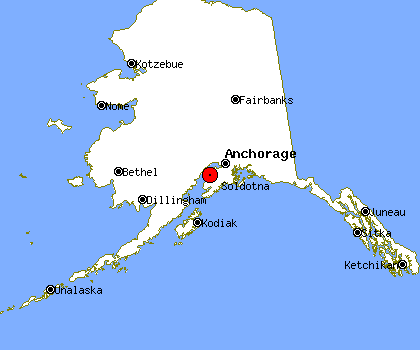 Kotzebue
Fairbanks
Nome
Anchorage
Bethel
Soldotna
Dillingham
Juneau
Kodiak
Sitka
Ketchikan
Unalaska